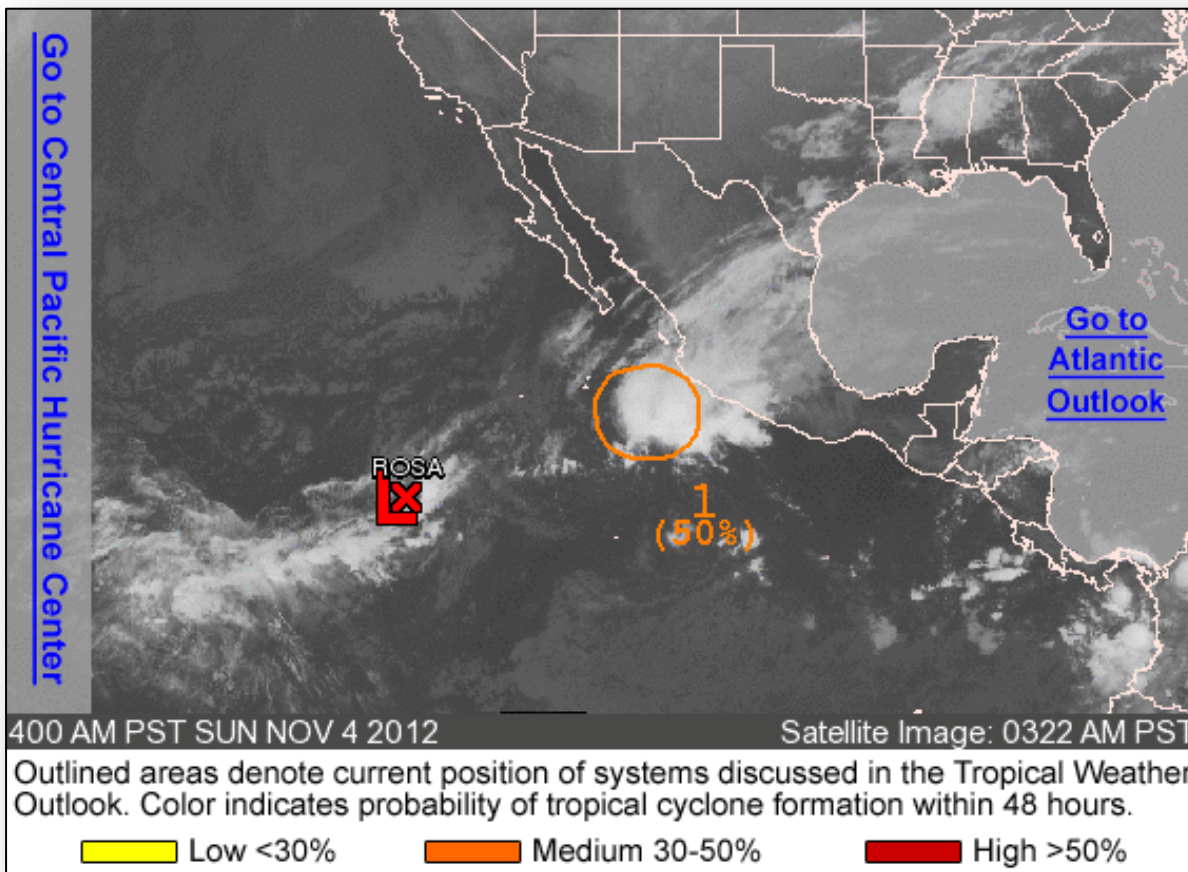 Go to Central Pacific Hurricane Center
Go to
Atlantic
Outlook
ROSA
1
(50%)
400 AM PST SUN NOV 4 2012
Satellite Image: 0322 AM PST
Outlined areas denote current position of systems discussed in the Tropical Weather
Outlook. Color indicates probability of tropical cyclone formation within 48 hours.
Low <30%
Medium 30-50%
High >50%